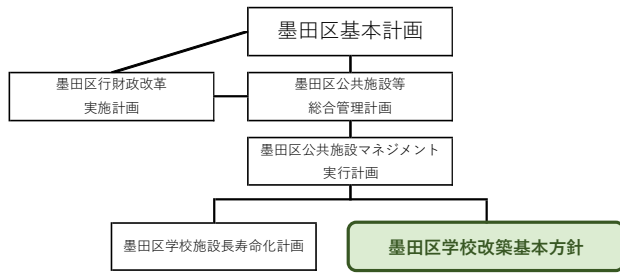 墨田区基本計画
墨田区行財政改革
実施計画
墨田区公共施設等
総合管理計画
墨田区公共施設マネジメント
実行計画
墨田区学校施設長寿命化計画
墨田区学校改築基本方針